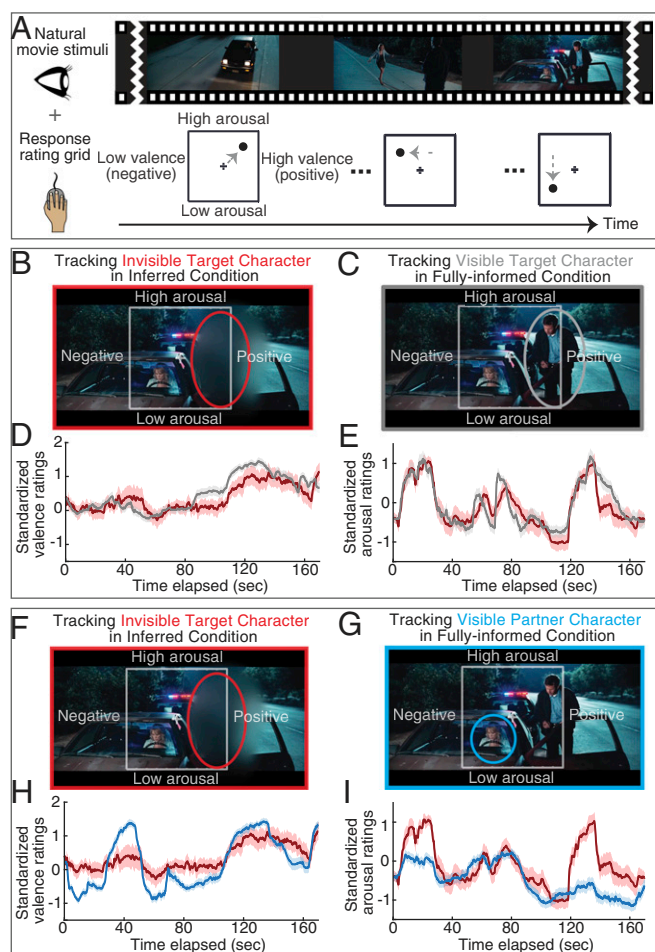 A
Natural
movie stimuli
+
Response
rating grid
High arousal
Low valence
(negative)
High valence
(positive)
Low arousal
Time
B
Tracking Invisible Target Character
in Inferred Condition
High arousal
Negative
Positive
Low arousal
C
Tracking Visible Target Character
in Fully-informed Condition
High arousal
Negative
Positive
Low arousal
D
Standardized
valence ratings
2
1
0
-1
0
40
80
120
160
Time elapsed (sec)
E
Standardized
arousal ratings
1
0
-1
0
40
80
120
160
Time elapsed (sec)
F
Tracking Invisible Target Character
in Inferred Condition
High arousal
Negative
Positive
Low arousal
G
Tracking Visible Partner Character
in Fully-informed Condition
High arousal
Negative
Positive
Low arousal
H
Standardized
valence ratings
2
1
0
-1
0
40
80
120
160
Time elapsed (sec)
I
Standardized
arousal ratings
1
0
-1
0
40
80
120
160
Time elapsed (sec)